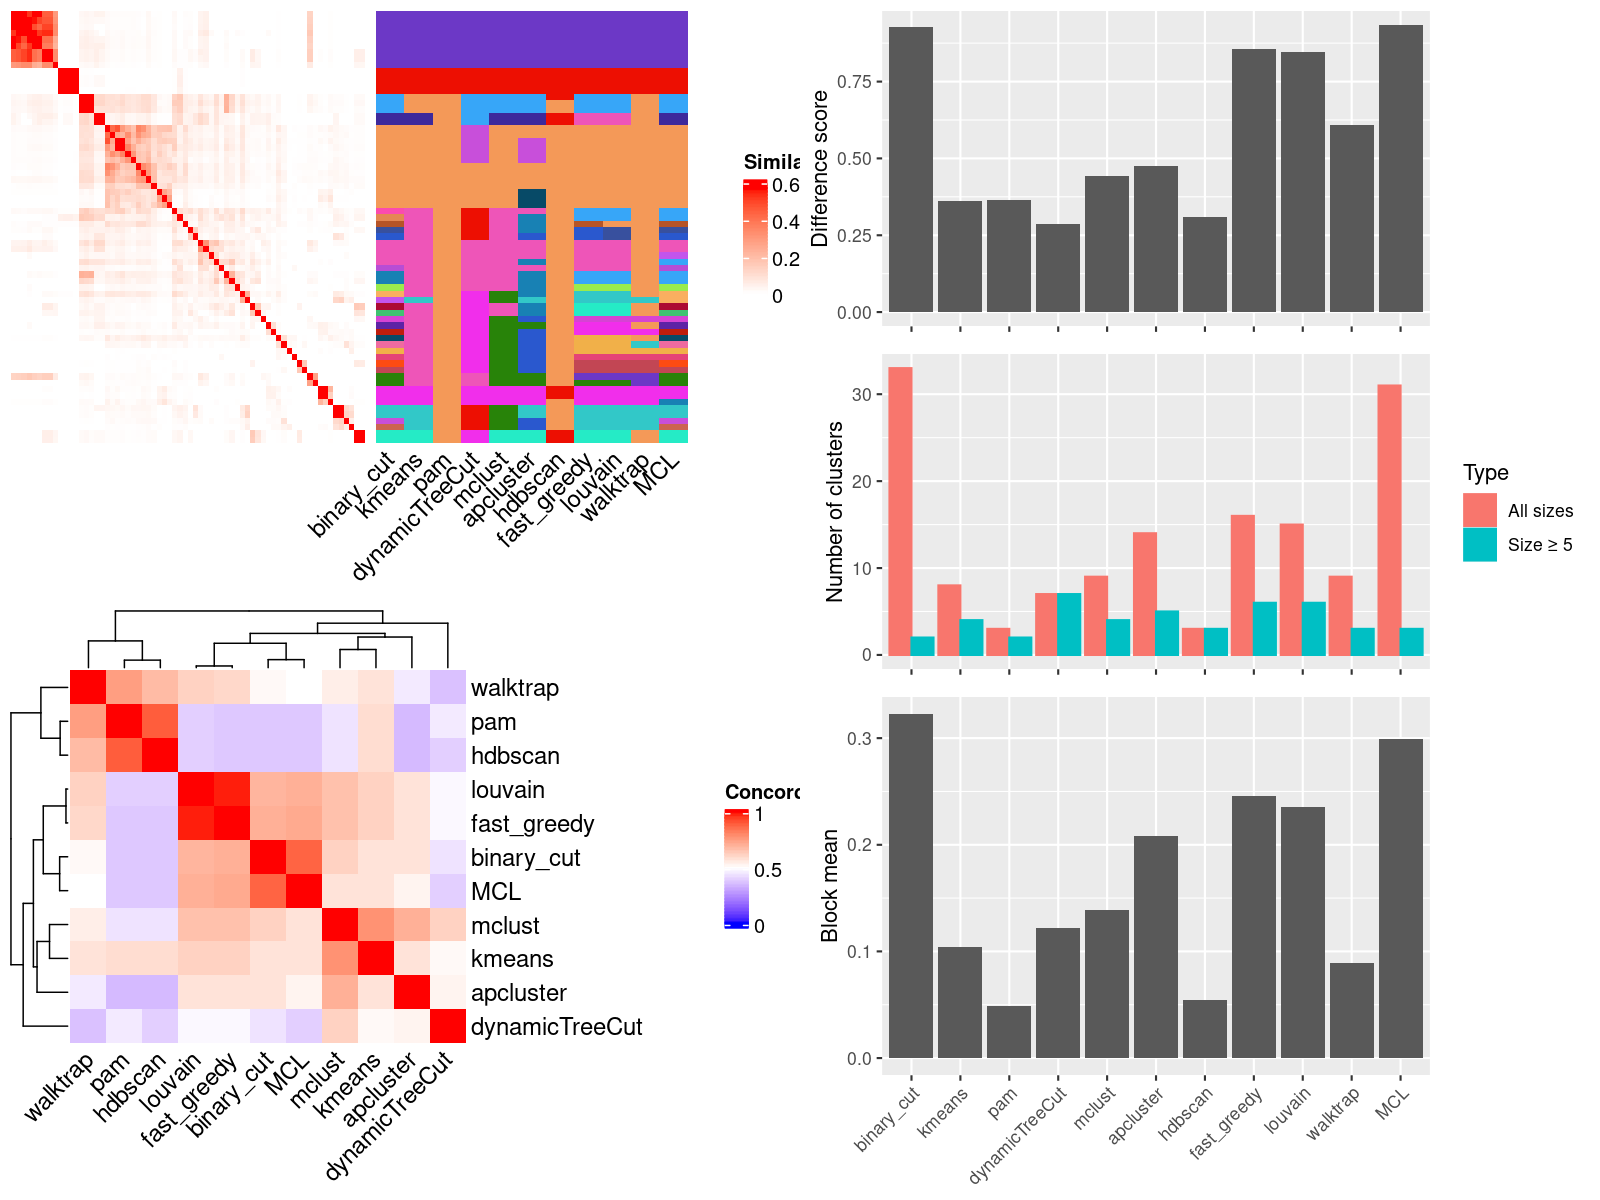 Simila
0.6
0.4
0.2
0
binary_cut
kmeans
pam
dynamicTreeCut
mclust
apcluster
hdbscan
fast_greedy
louvain
walktrap
MCL
walktrap
pam
hdbscan
louvain
fast_greedy
binary_cut
MCL
mclust
kmeans
apcluster
dynamicTreeCut
walktrap
pam
hdbscan
louvain
fast_greedy
binary_cut
MCL
mclust
kmeans
apcluster
dynamicTreeCut
Concord
1
0.5
0
Difference score
0.75
0.50
0.25
0.00
Number of clusters
30
20
10
0
Type
All sizes
Size ≥ 5
Block mean
0.3
0.2
0.1
0.0
binary_cut
kmeans
pam
dynamicTreeCut
mclust
apcluster
hdbscan
fast_greedy
louvain
walktrap
MCL